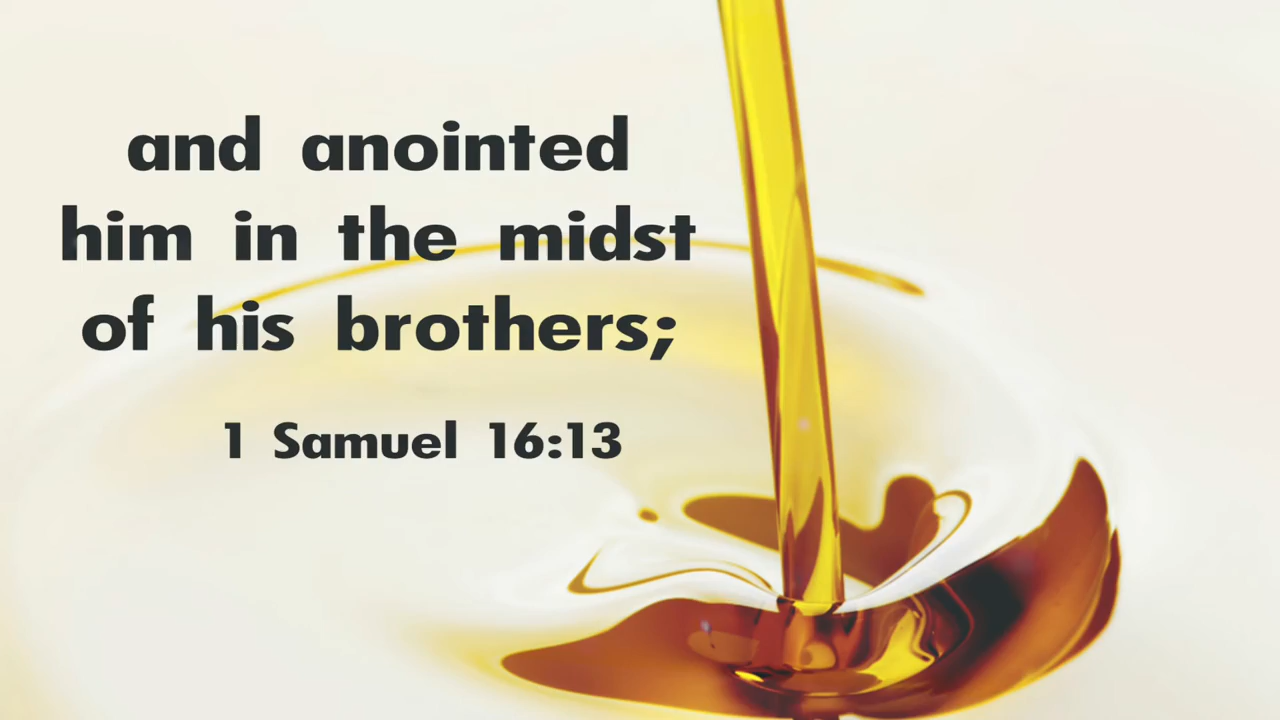 and anointed
him in the midst
of his brothers;
1 Samuel 16:13